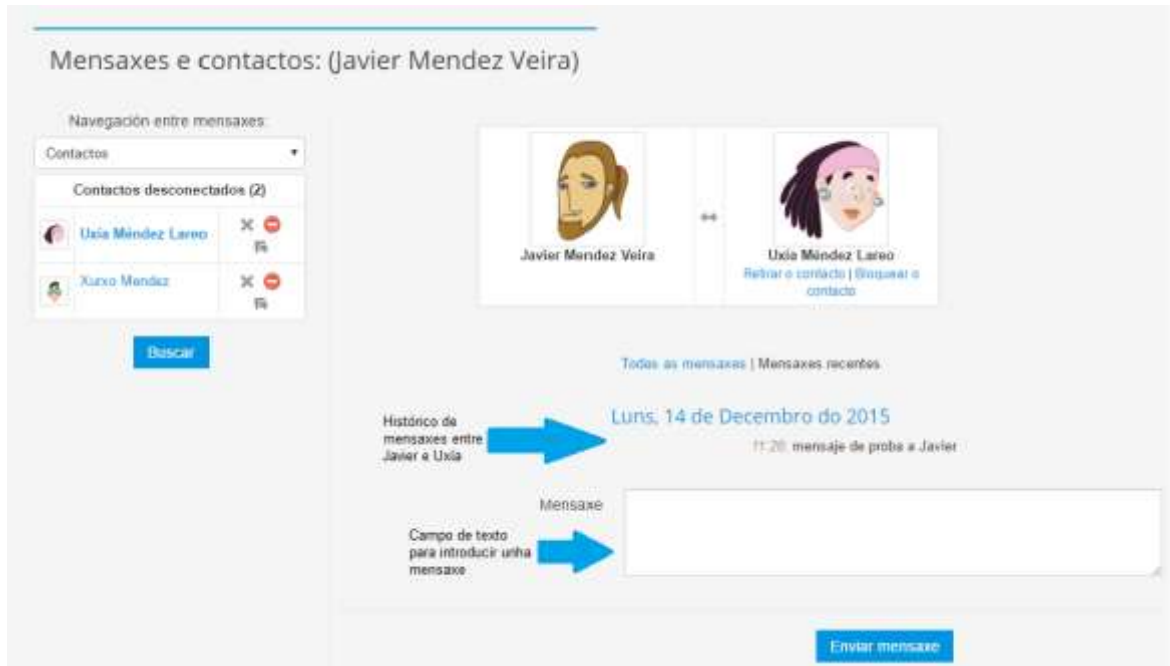 Mensaxes e contactos: (Javier Mendez Veira)
Navegación entre mensaxes:
Contactos
Contactos desconectados (2)
Uxía Méndez Lareo
Xurxo Mendez
Buscar
Javier Mendez Veira
Uxía Méndez Lareo
Retirar o contacto | Bloquear o
contacto
Todas as mensaxes | Mensaxes recentes
Histórico de
mensaxes entre
Javier e Uxía
Luns, 14 de Decembro do 2015
11:28: mensaje de proba a Javier
Mensaxe
Campo de texto
para introducir unha
mensaxe
Enviar mensaxe